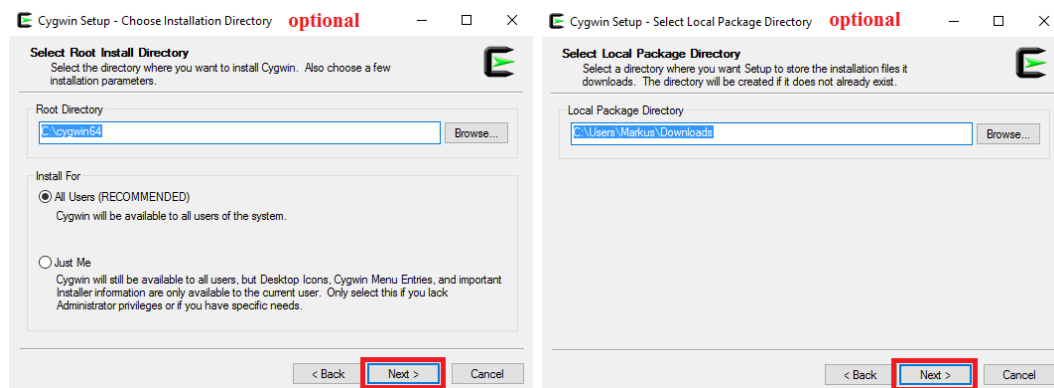 Cygwin Setup - Choose Installation Directory optional
Select Root Install Directory
Select the directory where you want to install Cygwin. Also choose a few
installation parameters.
Root Directory
C:\cygwin64
Browse...
Install For
All Users (RECOMMENDED)
Cygwin will be available to all users of the system.
Just Me
Cygwin will still be available to all users, but Desktop Icons, Cygwin Menu Entries, and important
Installer information are only available to the current user. Only select this if you lack
Administrator privileges or if you have specific needs.
< Back Next > Cancel
Cygwin Setup - Select Local Package Directory optional
Select Local Package Directory
Select a directory where you want Setup to store the installation files it
downloads. The directory will be created if it does not already exist.
Local Package Directory
C:\Users\Markus\Downloads
Browse...
< Back Next > Cancel